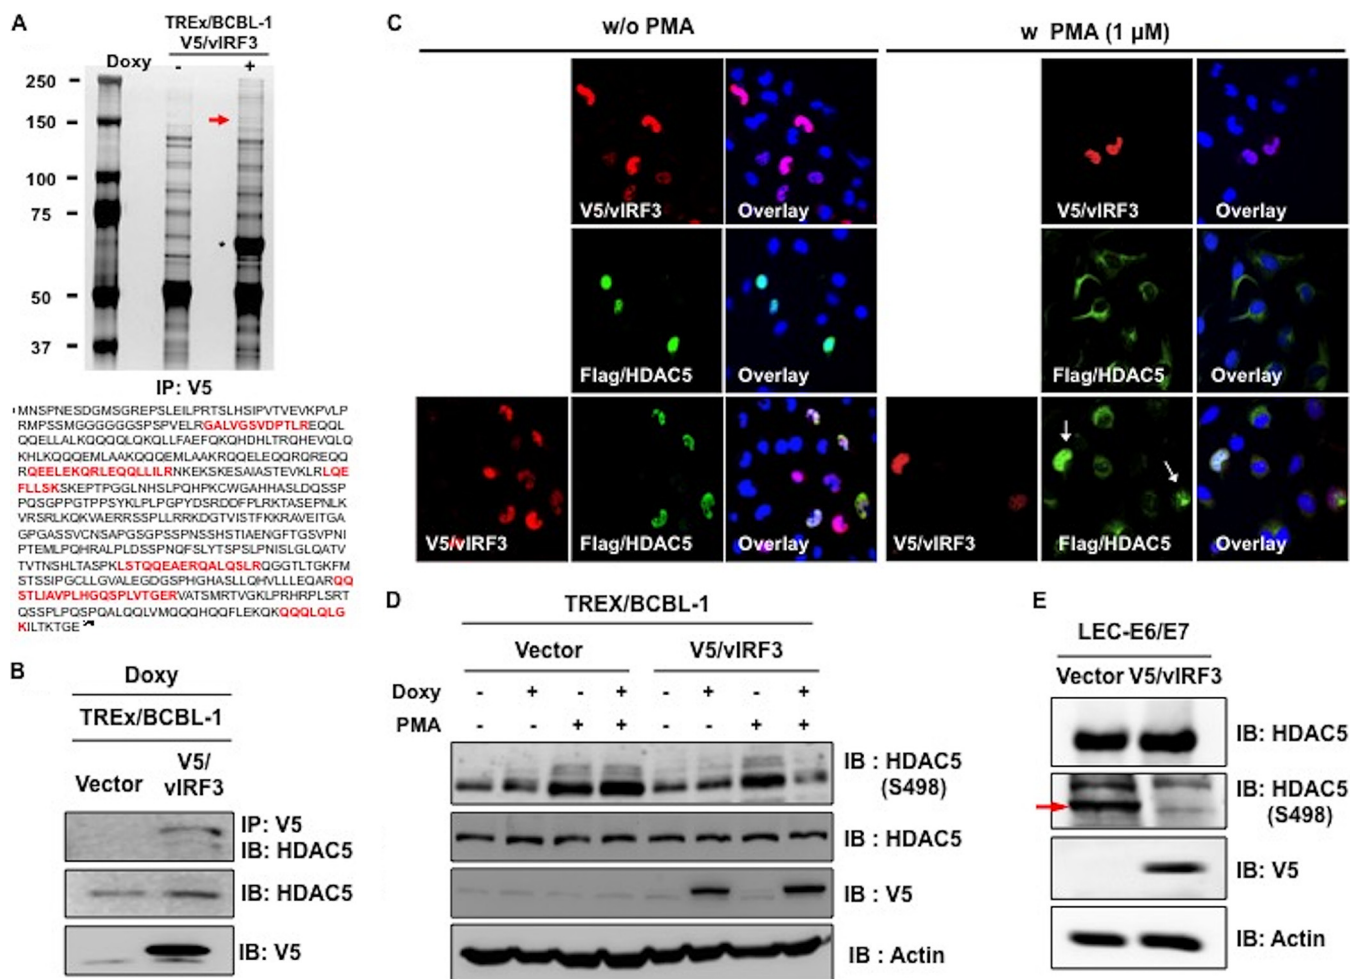 A
TREx/BCBL-1
V5/vIRF3
Doxy - +
250
150
100
75
*
50
37
IP: V5
MNSPNESDGMSGREPSLEILPRTSLHSIPVTVEVKPVLP
RMPSSMGGGGGGSPSPVELRGALVGSVDPTLREQQL
QQELLALKQQQQLQKQLLFAEFQKQHDHLTRQHEVQLQ
KHLKQQQEMLAAKQQQEMLAAKRQQELEQQRQREQQ
RQEELEKQRLEQQLLILRNKEKSKESAIASTEVKLRLQE
FLLSKSKEPTPGGLNHSLPQHPKCWGAHHASLDQSSP
PQSGPPGTPPSYKLPLPGPYDSRDDFPLRKTASEPNLK
VRSRLKQKVAERRSSPLLRRKDGTVISTFKKRAVEITGA
GPGASSVCNSAPGSGPSSPNSSHSTIAENGFTGSVPNI
PTEMLPQHRALPLDSSPNQFSLYTSPSLPNISLGLQATV
TVTNSHLTASPKLSTQQEAERQALQSLRQGGTLTGKFM
STSSIPGCLLGVALEGDGSPHGHASLLQHVLLLEQARQQ
STLIAVPLHGQSPLVTGERVATSMRTVGKLPRHRPLSRT
QSSPLPQSPQALQQLVMQQQHQQFLEKQKQQQLQLG
KILTKTGE
B
Doxy
TREx/BCBL-1
Vector
V5/
vIRF3
IP: V5
IB: HDAC5
IB: HDAC5
IB: V5
C
w/o PMA
w PMA (1 µM)
V5/vIRF3
Overlay
V5/vIRF3
Overlay
Flag/HDAC5
Overlay
Flag/HDAC5
Overlay
V5/vIRF3
Flag/HDAC5
Overlay
V5/vIRF3
Flag/HDAC5
Overlay
D
TREX/BCBL-1
Vector
V5/vIRF3
Doxy - + - + - + - +
PMA - - + + - - + +
IB : HDAC5
(S498)
IB : HDAC5
IB : V5
IB : Actin
E
LEC-E6/E7
Vector V5/vIRF3
IB: HDAC5
IB: HDAC5
(S498)
IB: V5
IB: Actin